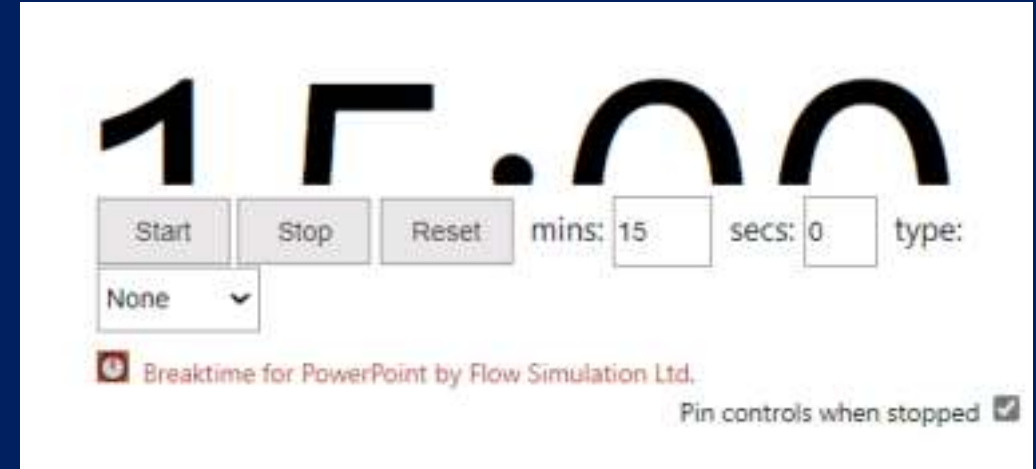 15:00
Start Stop Reset mins: 15 secs: 0 type:
None
Breaktime for PowerPoint by Flow Simulation Ltd.
Pin controls when stopped